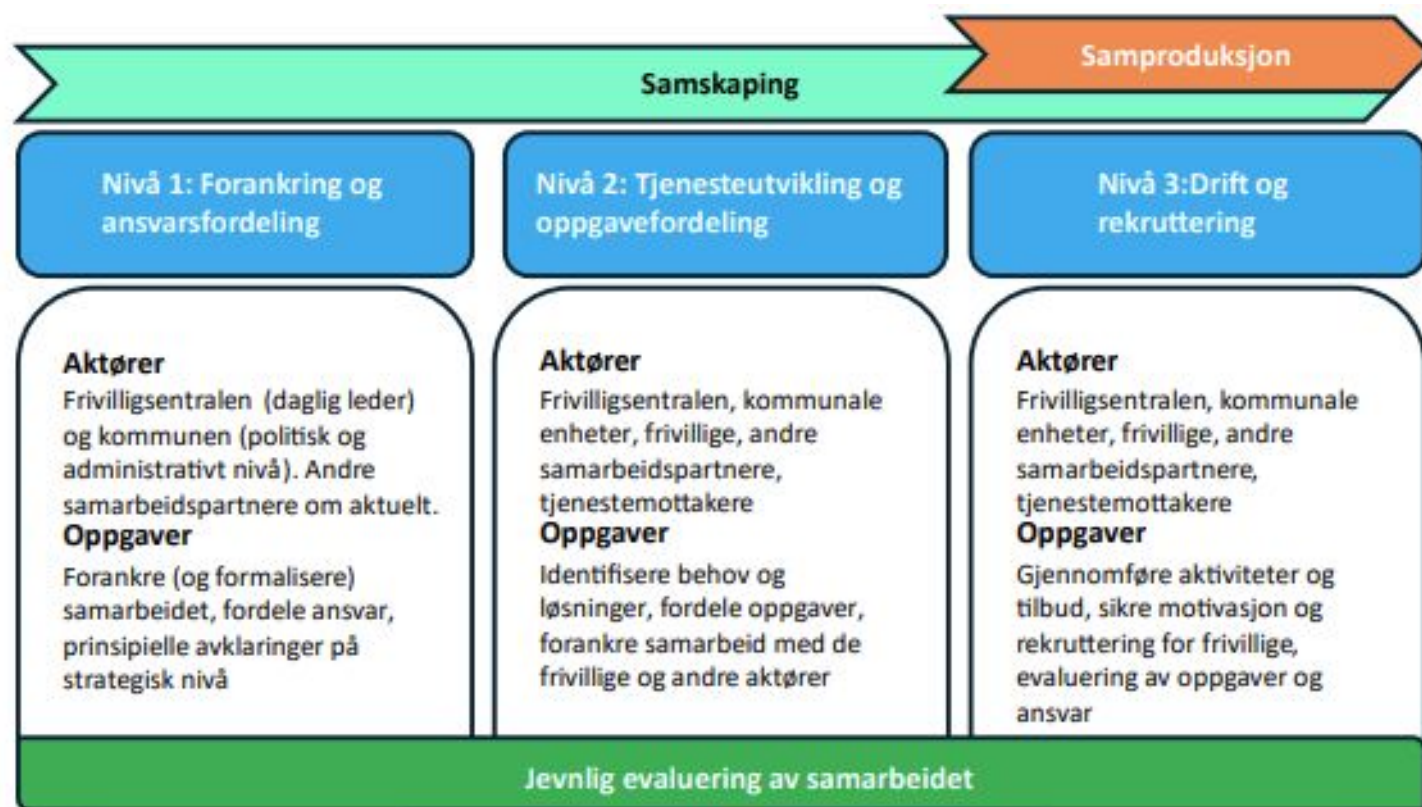 Samproduksjon
Samskaping
Nivå 1: Forankring og
ansvarsfordeling
Nivå 2: Tjenesteutvikling og
oppgavefordeling
Nivå 3:Drift og
rekruttering
Aktører
Frivilligsentralen (daglig leder)
og kommunen (politisk og
administrativt nivå). Andre
samarbeidspartnere om aktuelt.
Oppgaver
Forankre (og formalisere)
samarbeidet, fordele ansvar,
prinsipielle avklaringer på
strategisk nivå
Aktører
Frivilligsentralen, kommunale
enheter, frivillige, andre
samarbeidspartnere,
tjenestemottakere
Oppgaver
Identifisere behov og
løsninger, fordele oppgaver,
forankre samarbeid med de
frivillige og andre aktører
Aktører
Frivilligsentralen, kommunale
enheter, frivillige, andre
samarbeidspartnere,
tjenestemottakere
Oppgaver
Gjennomføre aktiviteter og
tilbud, sikre motivasjon og
rekruttering for frivillige,
evaluering av oppgaver og
ansvar
Jevnlig evaluering av samarbeidet